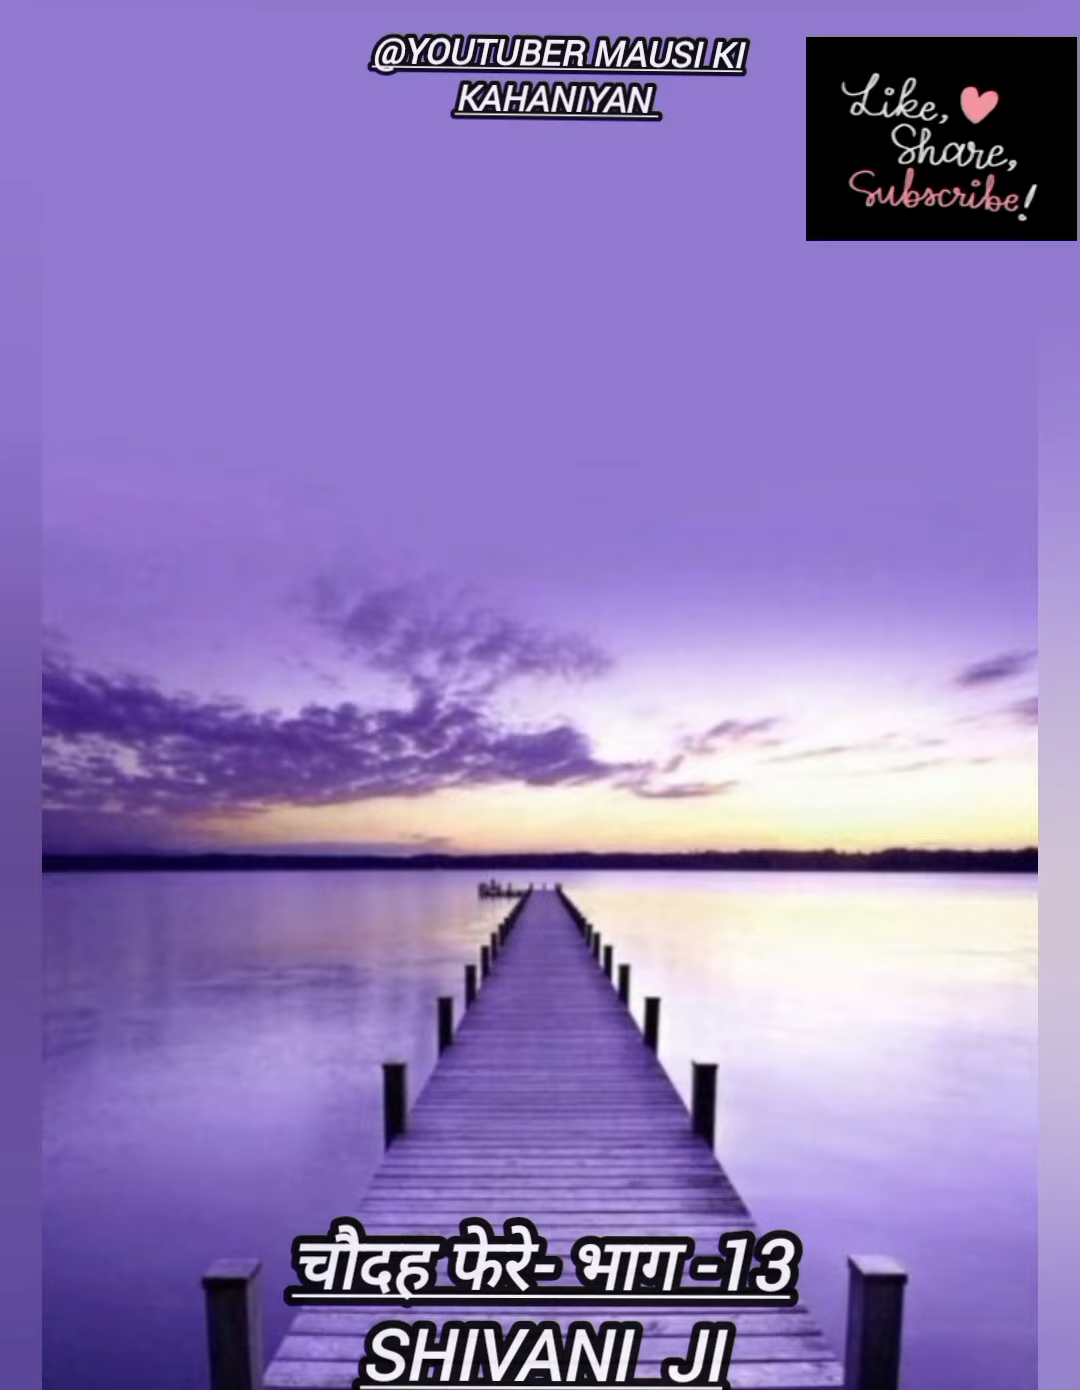 @YOUTUBER MAUSI KI
KAHANIYAN
Like,
Share,
Subscribe!
चौदह फेरे- भाग -13
SHIVANI JI